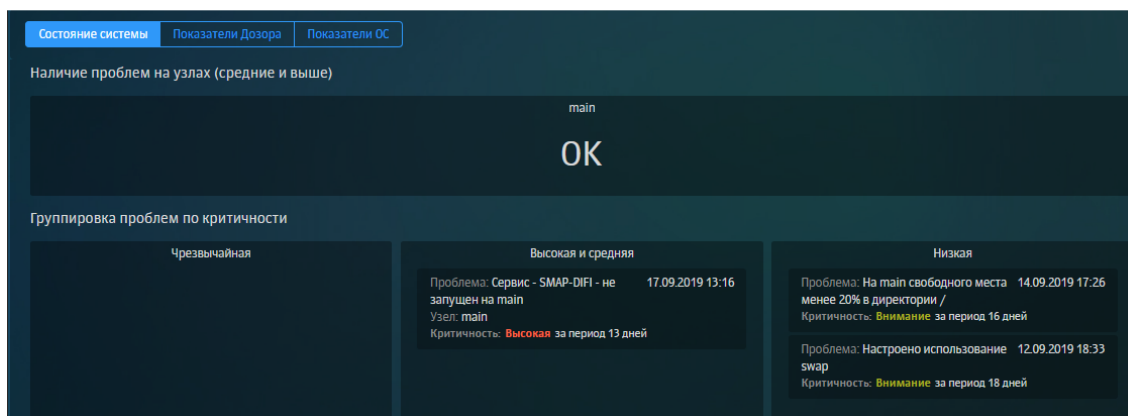 Состояние системы Показатели Дозора Показатели ОС
Наличие проблем на узлах (средние и выше)
main
OK
Группировка проблем по критичности
Чрезвычайная
Высокая и средняя
Проблема: Сервис - SMAP-DIFI - не 17.09.2019 13:16
запущен на main
Узел: main
Критичность: Высокая за период 13 дней
Низкая
Проблема: На main свободного места 14.09.2019 17:26
менее 20% в директории /
Критичность: Внимание за период 16 дней
Проблема: Настроено использование 12.09.2019 18:33
swap
Критичность: Внимание за период 18 дней